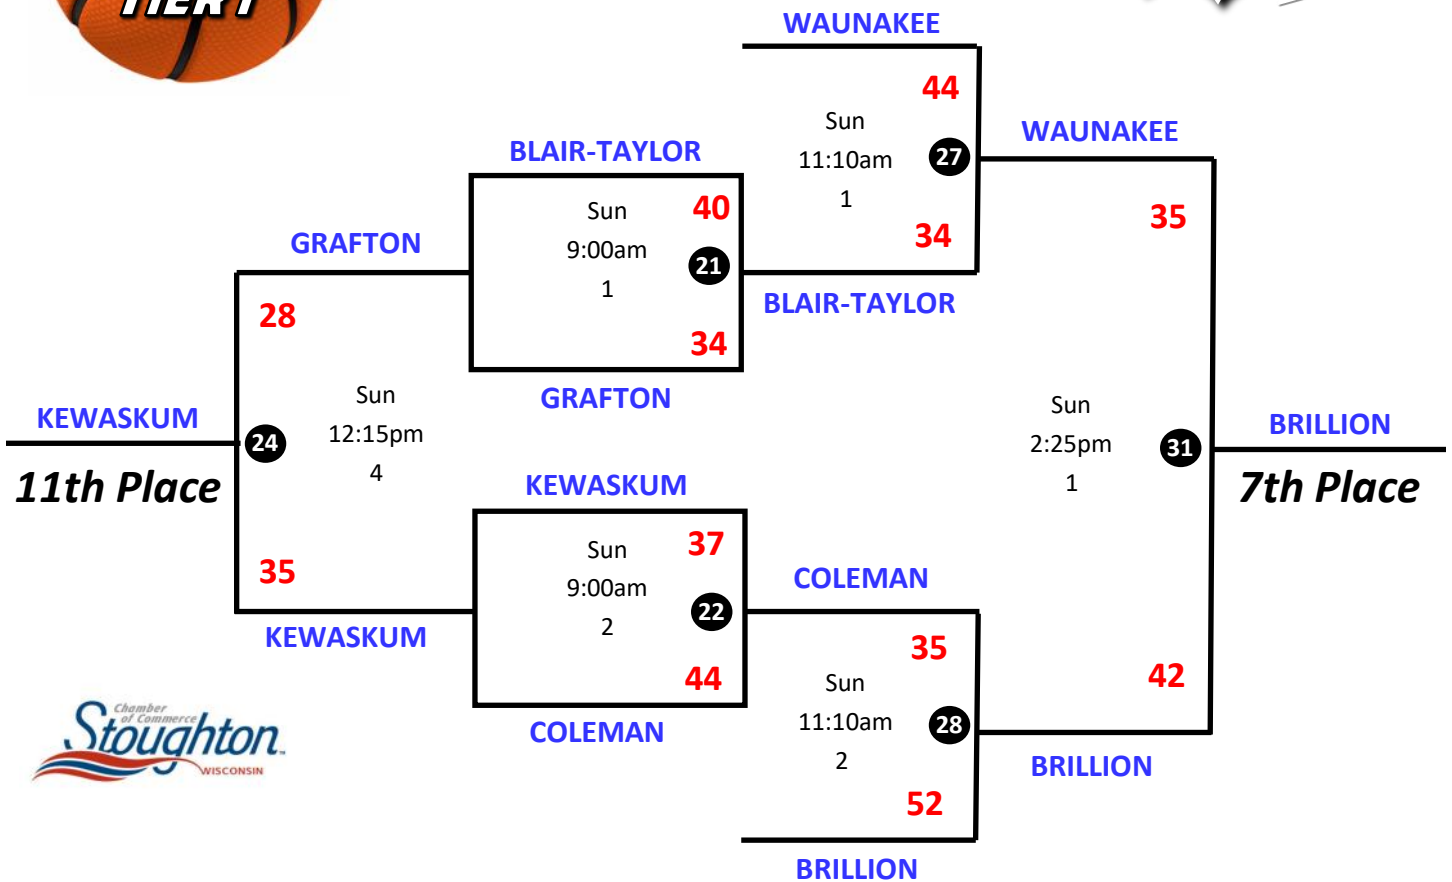 TIER 1
WAUNAKEE
44
Sun
11:10am
27
1
34
WAUNAKEE
BLAIR-TAYLOR
Sun
40
9:00am
21
1
34
GRAFTON
BLAIR-TAYLOR
35
GRAFTON
28
Sun
12:15pm
24
4
KEWASKUM
11th Place
35
KEWASKUM
Sun
2:25pm
31
1
BRILLION
7th Place
KEWASKUM
Sun
37
9:00am
22
2
44
COLEMAN
COLEMAN
35
Sun
11:10am
28
2
52
BRILLION
42
BRILLION
Chamber
of Commerce
Stoughton
WISCONSIN